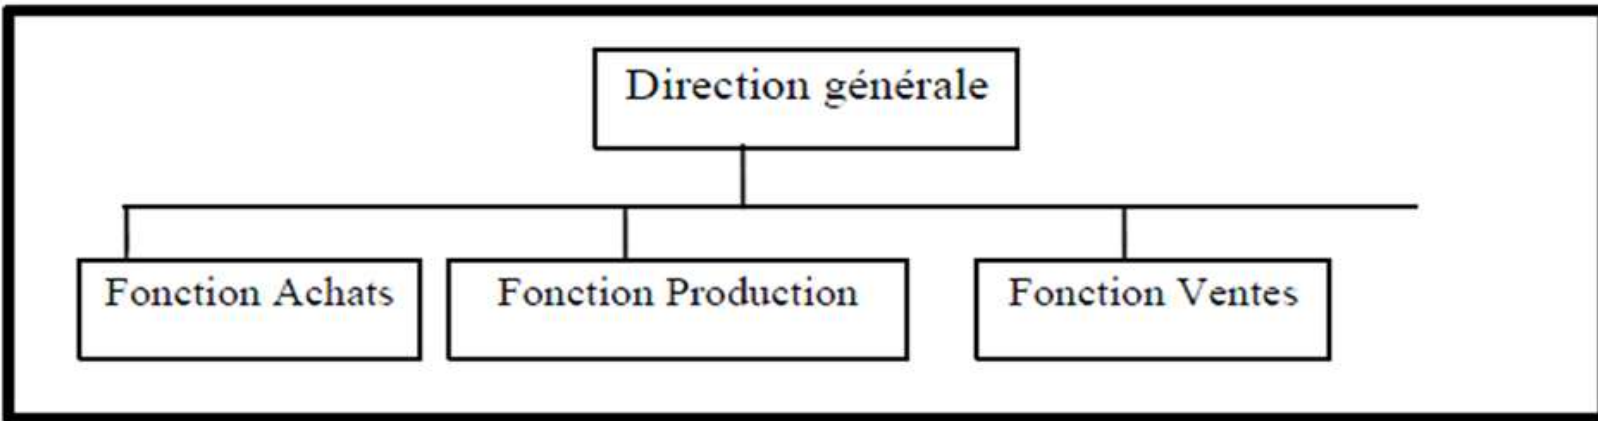 Direction générale
Fonction Achats
Fonction Production
Fonction Ventes